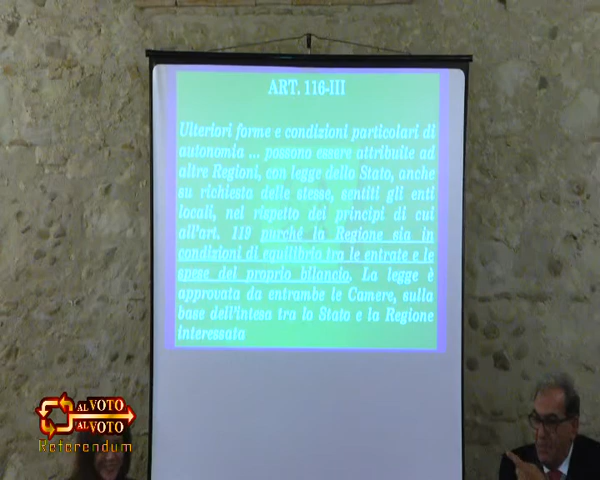 ART. 116-III
Ulteriori forme e condizioni particolari di
autonomia ... possono essere attribuite ad
altre Regioni, con legge dello Stato, anche
su richiesta delle stesse, sentiti gli enti
locali, nel rispetto dei principi di cui
all'art. 119 purché la Regione sia in
condizioni di equilibrio tra le entrate e le
spese del proprio bilancio. La legge è
approvata da entrambe le Camere, sulla
base dell'intesa tra lo Stato e la Regione
interessata
AL VOTO
AL VOTO
Referendum